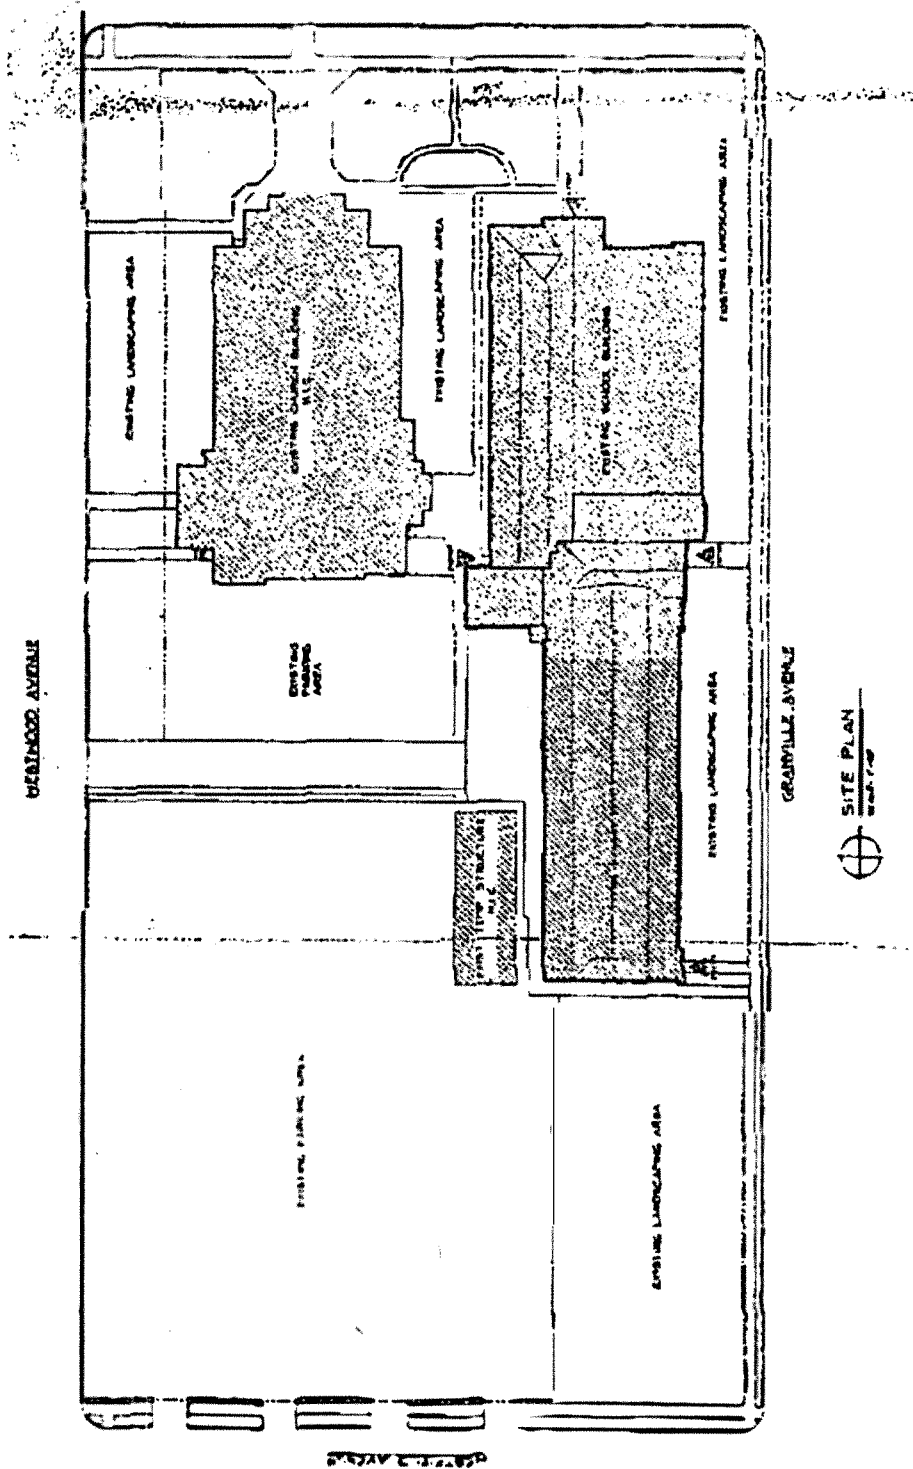 WESTWOOD AVENUE
EXISTING LANDSCAPING AREA
EXISTING CHURCH BUILDING
N.I.C.
EXISTING
PARKING
AREA
EXISTING PARKING AREA
EXISTING LANDSCAPING AREA
EXIST. TEMP STRUCTURE
N.I.C.
EXISTING SCHOOL BUILDING
EXISTING LANDSCAPING AREA
EXISTING LANDSCAPING AREA
EXISTING LANDSCAPING AREA
GRANVILLE AVENUE
SITE PLAN